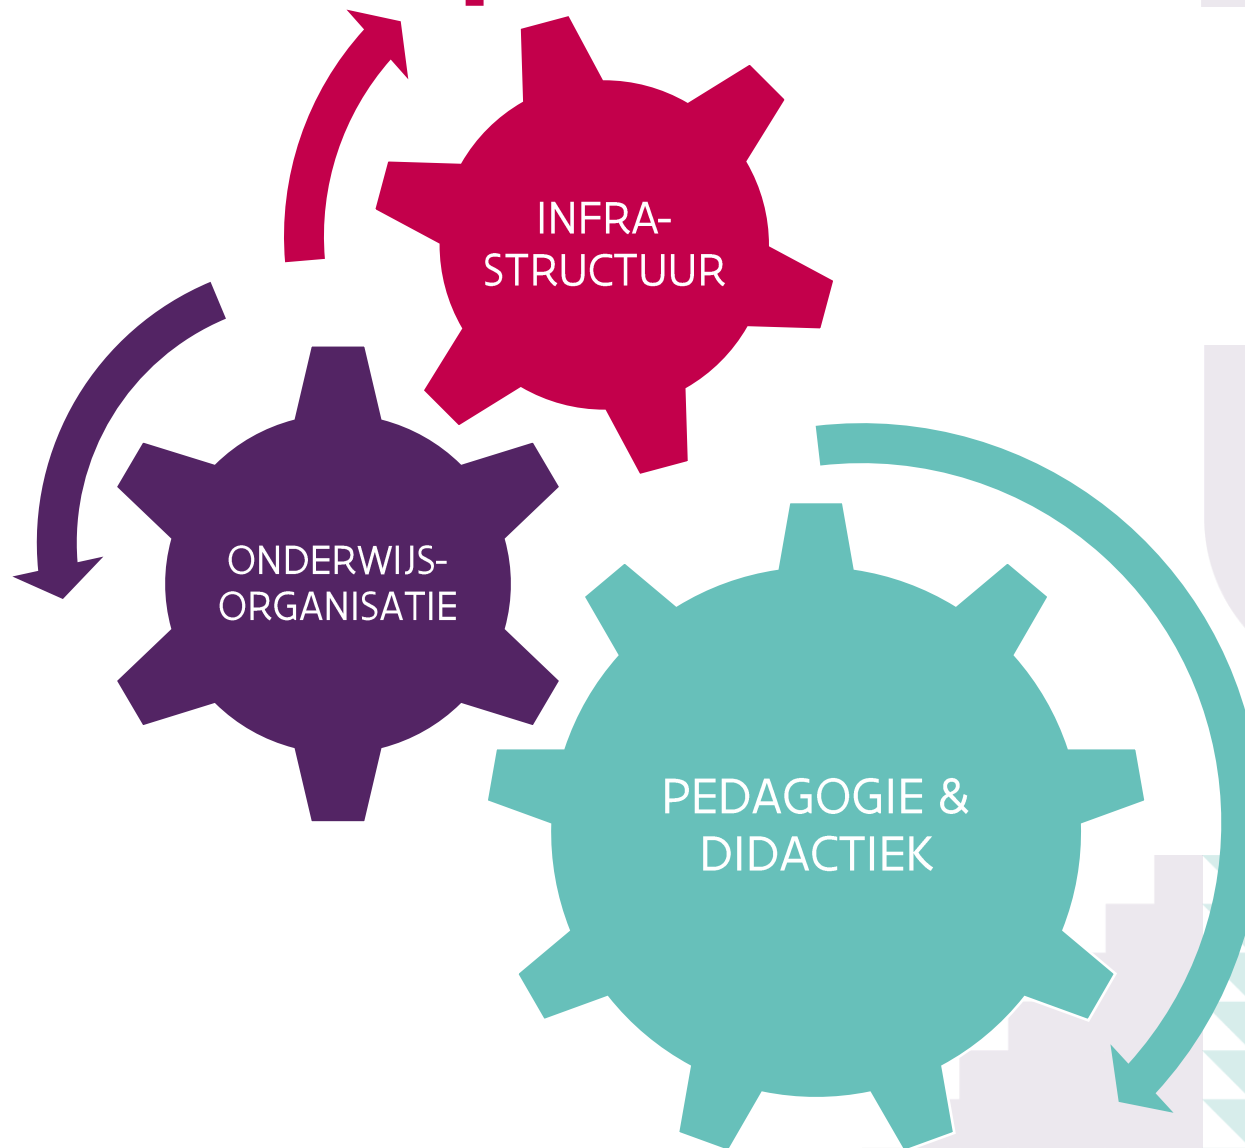 INFRA-
STRUCTUUR
ONDERWIJS-
ORGANISATIE
PEDAGOGIE &
DIDACTIEK